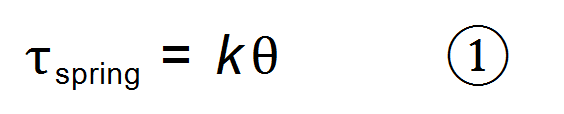 τspring = kθ ①